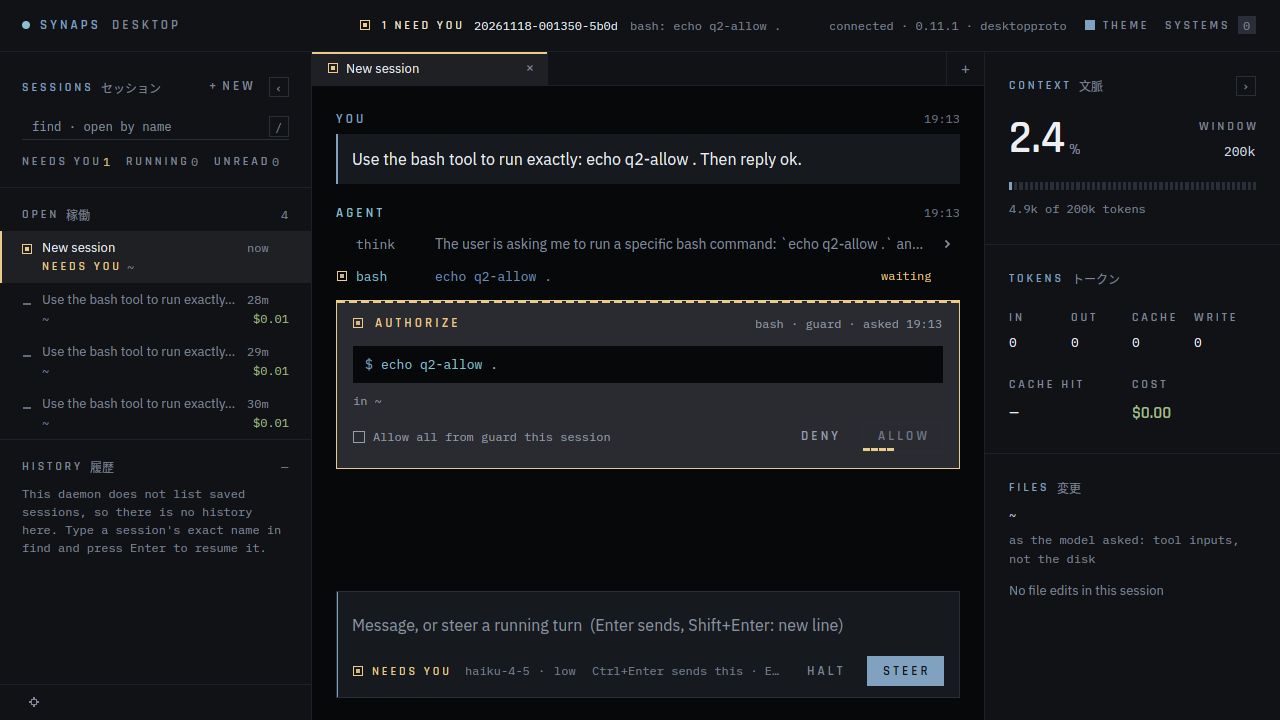 SYNAPS DESKTOP
1 NEED YOU 20261118-001350-5b0d bash: echo q2-allow .
connected · 0.11.1 · desktopproto
THEME SYSTEMS 0
SESSIONS セッション + NEW ‹
find · open by name /
NEEDS YOU 1 RUNNING 0 UNREAD 0
OPEN 稼働 4
New session now
NEEDS YOU ~
Use the bash tool to run exactly... 28m
~ $0.01
Use the bash tool to run exactly... 29m
~ $0.01
Use the bash tool to run exactly... 30m
~ $0.01
HISTORY 履歴 —
This daemon does not list saved
sessions, so there is no history
here. Type a session's exact name in
find and press Enter to resume it.
New session × +
YOU 19:13
Use the bash tool to run exactly: echo q2-allow . Then reply ok.
AGENT 19:13
think The user is asking me to run a specific bash command: `echo q2-allow .` an... ›
bash echo q2-allow . waiting
AUTHORIZE bash · guard · asked 19:13
$ echo q2-allow .
in ~
Allow all from guard this session DENY ALLOW
Message, or steer a running turn (Enter sends, Shift+Enter: new line)
NEEDS YOU haiku-4-5 · low Ctrl+Enter sends this · E… HALT STEER
CONTEXT 文脈 ›
2.4 % WINDOW
200k
4.9k of 200k tokens
TOKENS トークン
IN OUT CACHE WRITE
0 0 0 0
CACHE HIT COST
— $0.00
FILES 変更
~
as the model asked: tool inputs,
not the disk
No file edits in this session